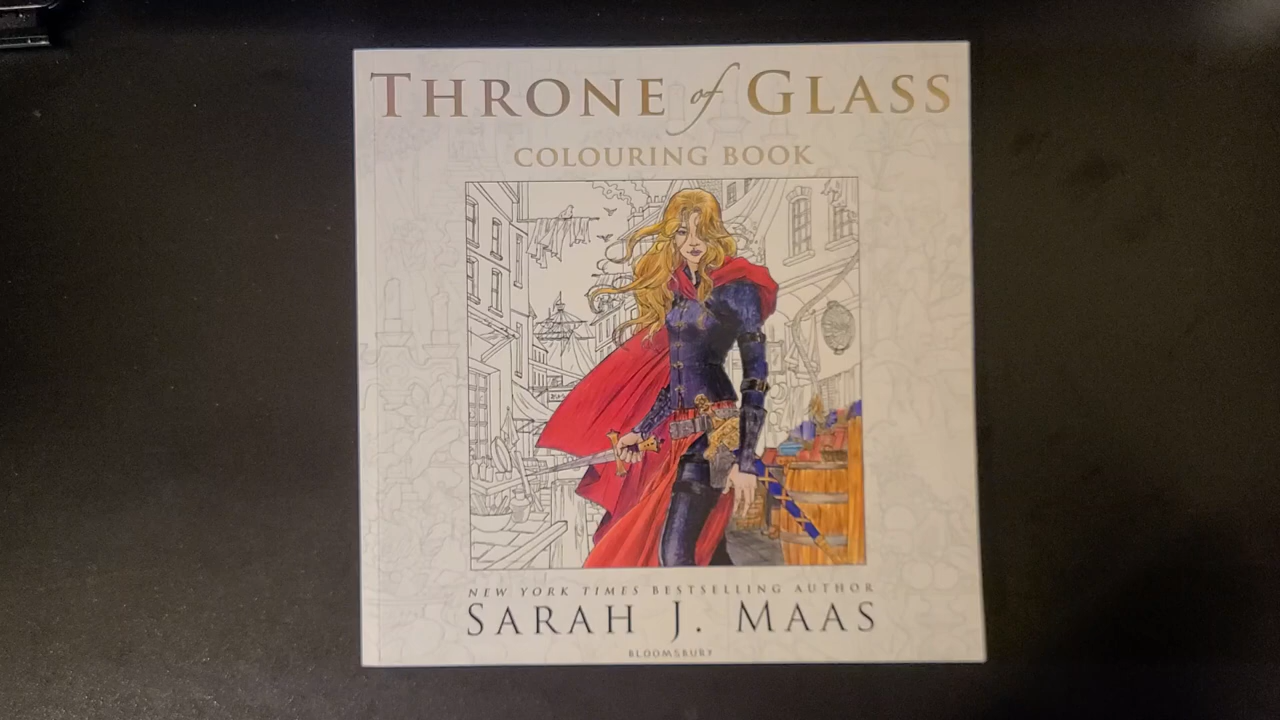 THRONE of GLASS
COLOURING BOOK
NEW YORK TIMES BESTSELLING AUTHOR
SARAH J. MAAS
BLOOMSBURY